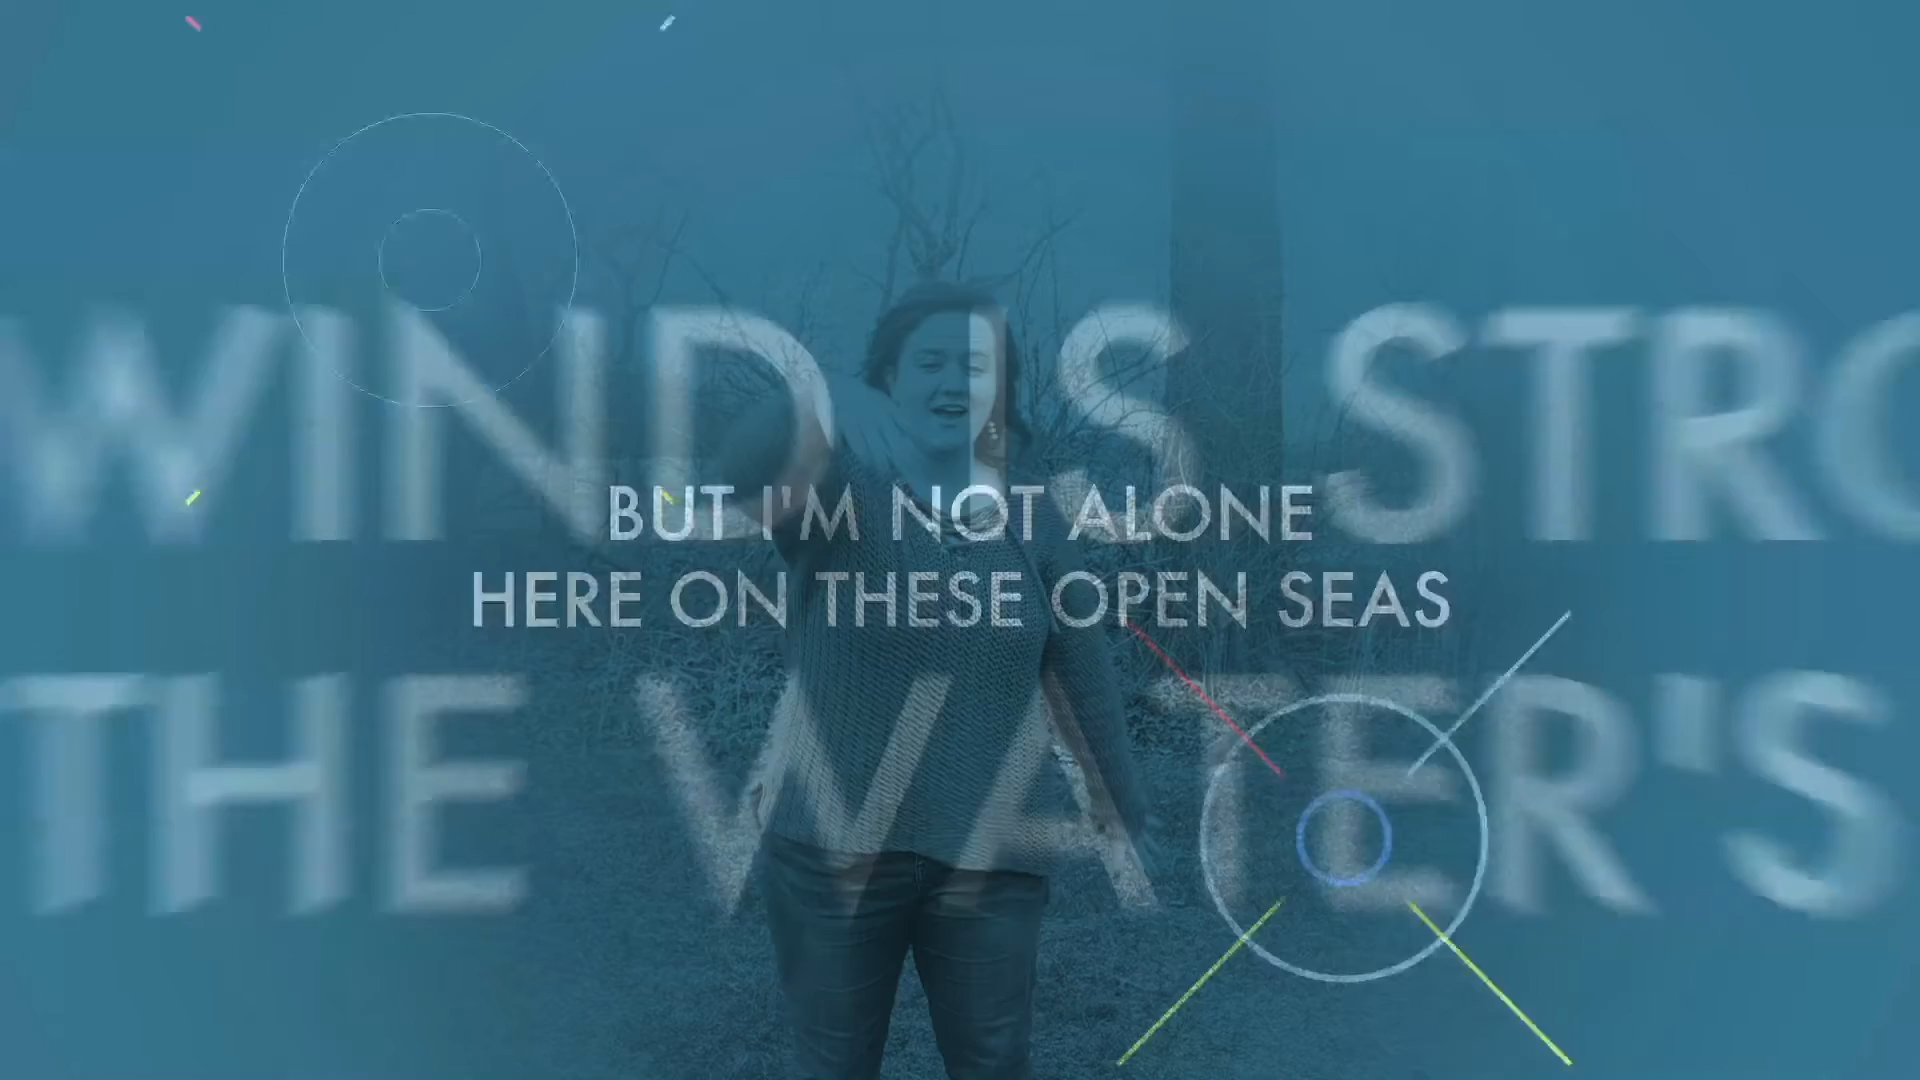 WIND IS STRO
BUT I'M NOT ALONE
HERE ON THESE OPEN SEAS
THE WATER'S